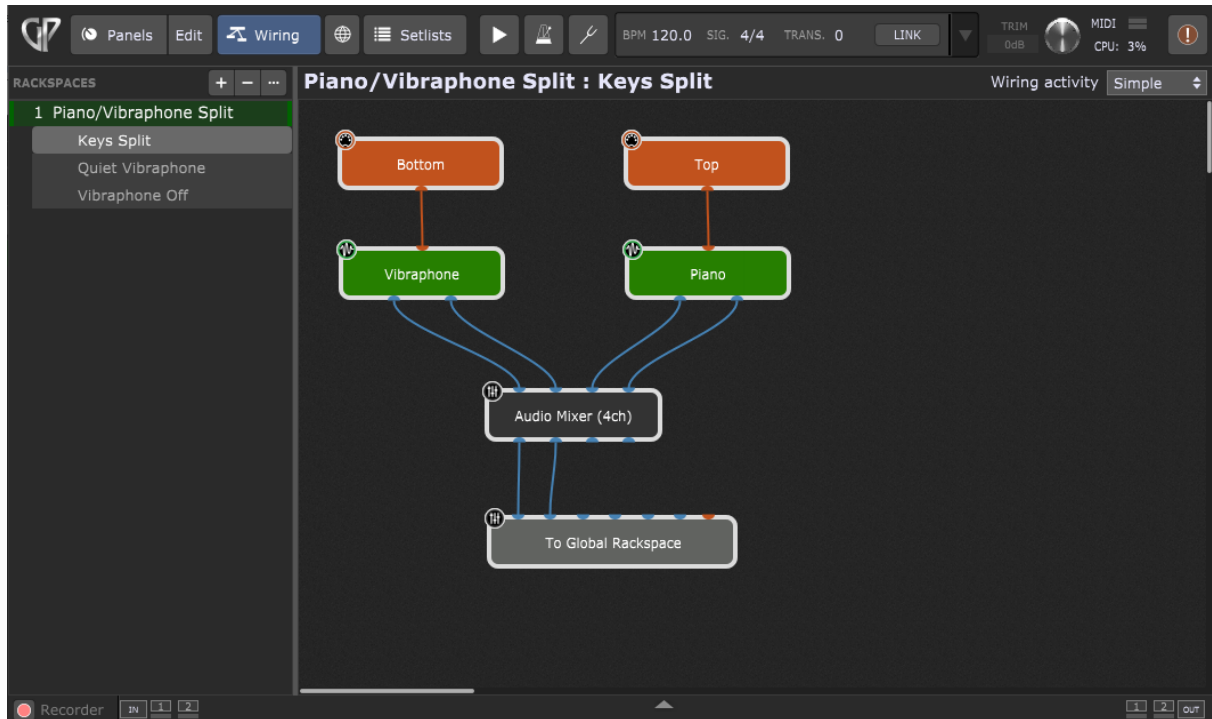 GP Panels Edit Wiring Setlists BPM 120.0 SIG. 4/4 TRANS. 0 LINK TRIM 0dB MIDI CPU: 3%
RACKSPACES + − ···
Piano/Vibraphone Split : Keys Split
Wiring activity Simple
1 Piano/Vibraphone Split
Keys Split
Quiet Vibraphone
Vibraphone Off
Bottom Top
Vibraphone Piano
Audio Mixer (4ch)
To Global Rackspace
Recorder IN 1 2 1 2 OUT